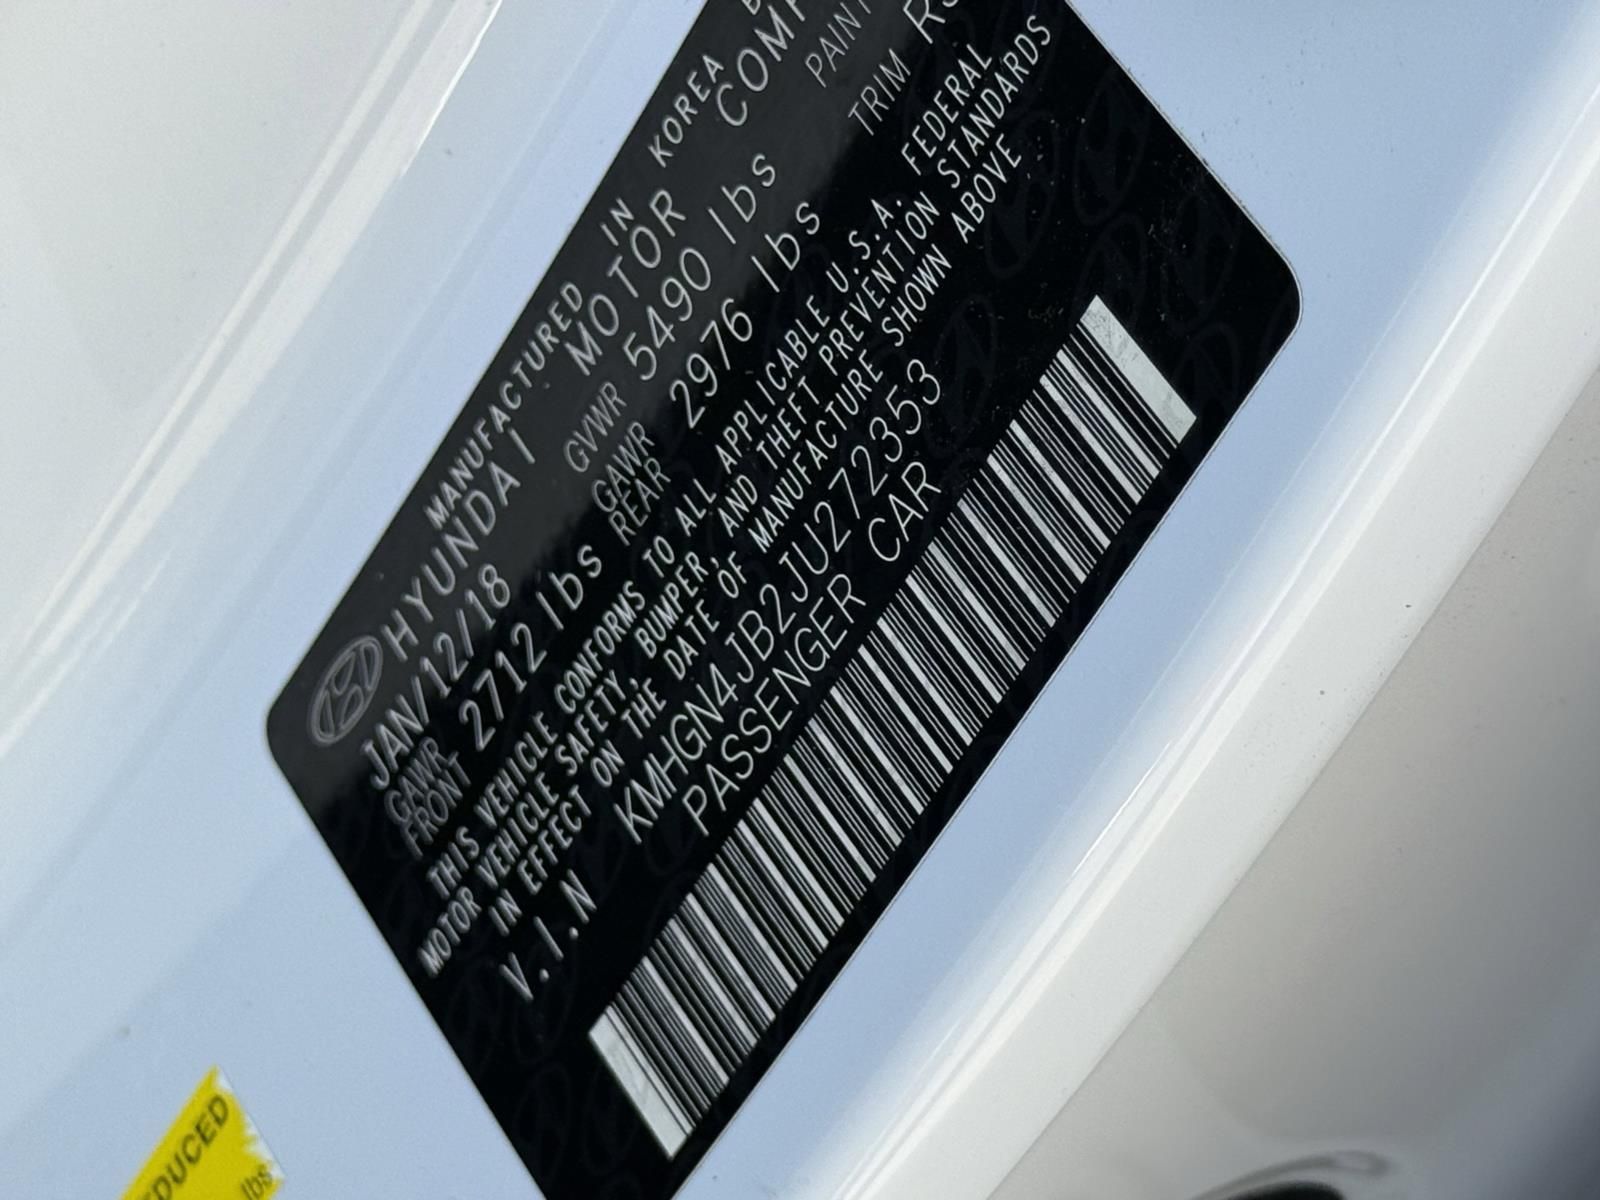 MANUFACTURED IN KOREA
HYUNDAI MOTOR
JAN/12/18 GVWR 5490 lbs PAINT
GAWR FRONT 2712 lbs GAWR REAR 2976 lbs TRIM
THIS VEHICLE CONFORMS TO ALL APPLICABLE U.S.A. FEDERAL
MOTOR VEHICLE SAFETY, BUMPER, AND THEFT PREVENTION STANDARDS
IN EFFECT ON THE DATE OF MANUFACTURE SHOWN ABOVE
V.I.N KMHGN4JB2JU272353
PASSENGER CAR
lbs